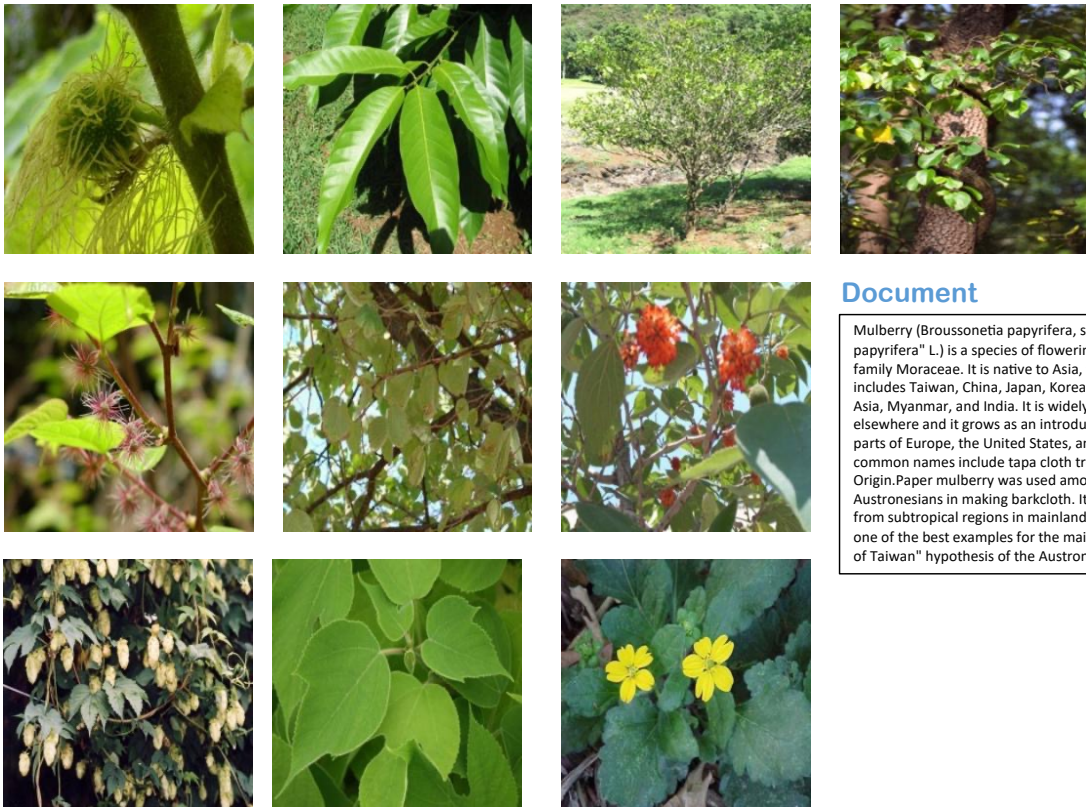 Document
Mulberry (Broussonetia papyrifera, s
papyrifera" L.) is a species of flowerin
family Moraceae. It is native to Asia,
includes Taiwan, China, Japan, Korea
Asia, Myanmar, and India. It is widely
elsewhere and it grows as an introdu
parts of Europe, the United States, a
common names include tapa cloth tr
Origin.Paper mulberry was used amo
Austronesians in making barkcloth. It
from subtropical regions in mainland
one of the best examples for the mai
of Taiwan" hypothesis of the Austron